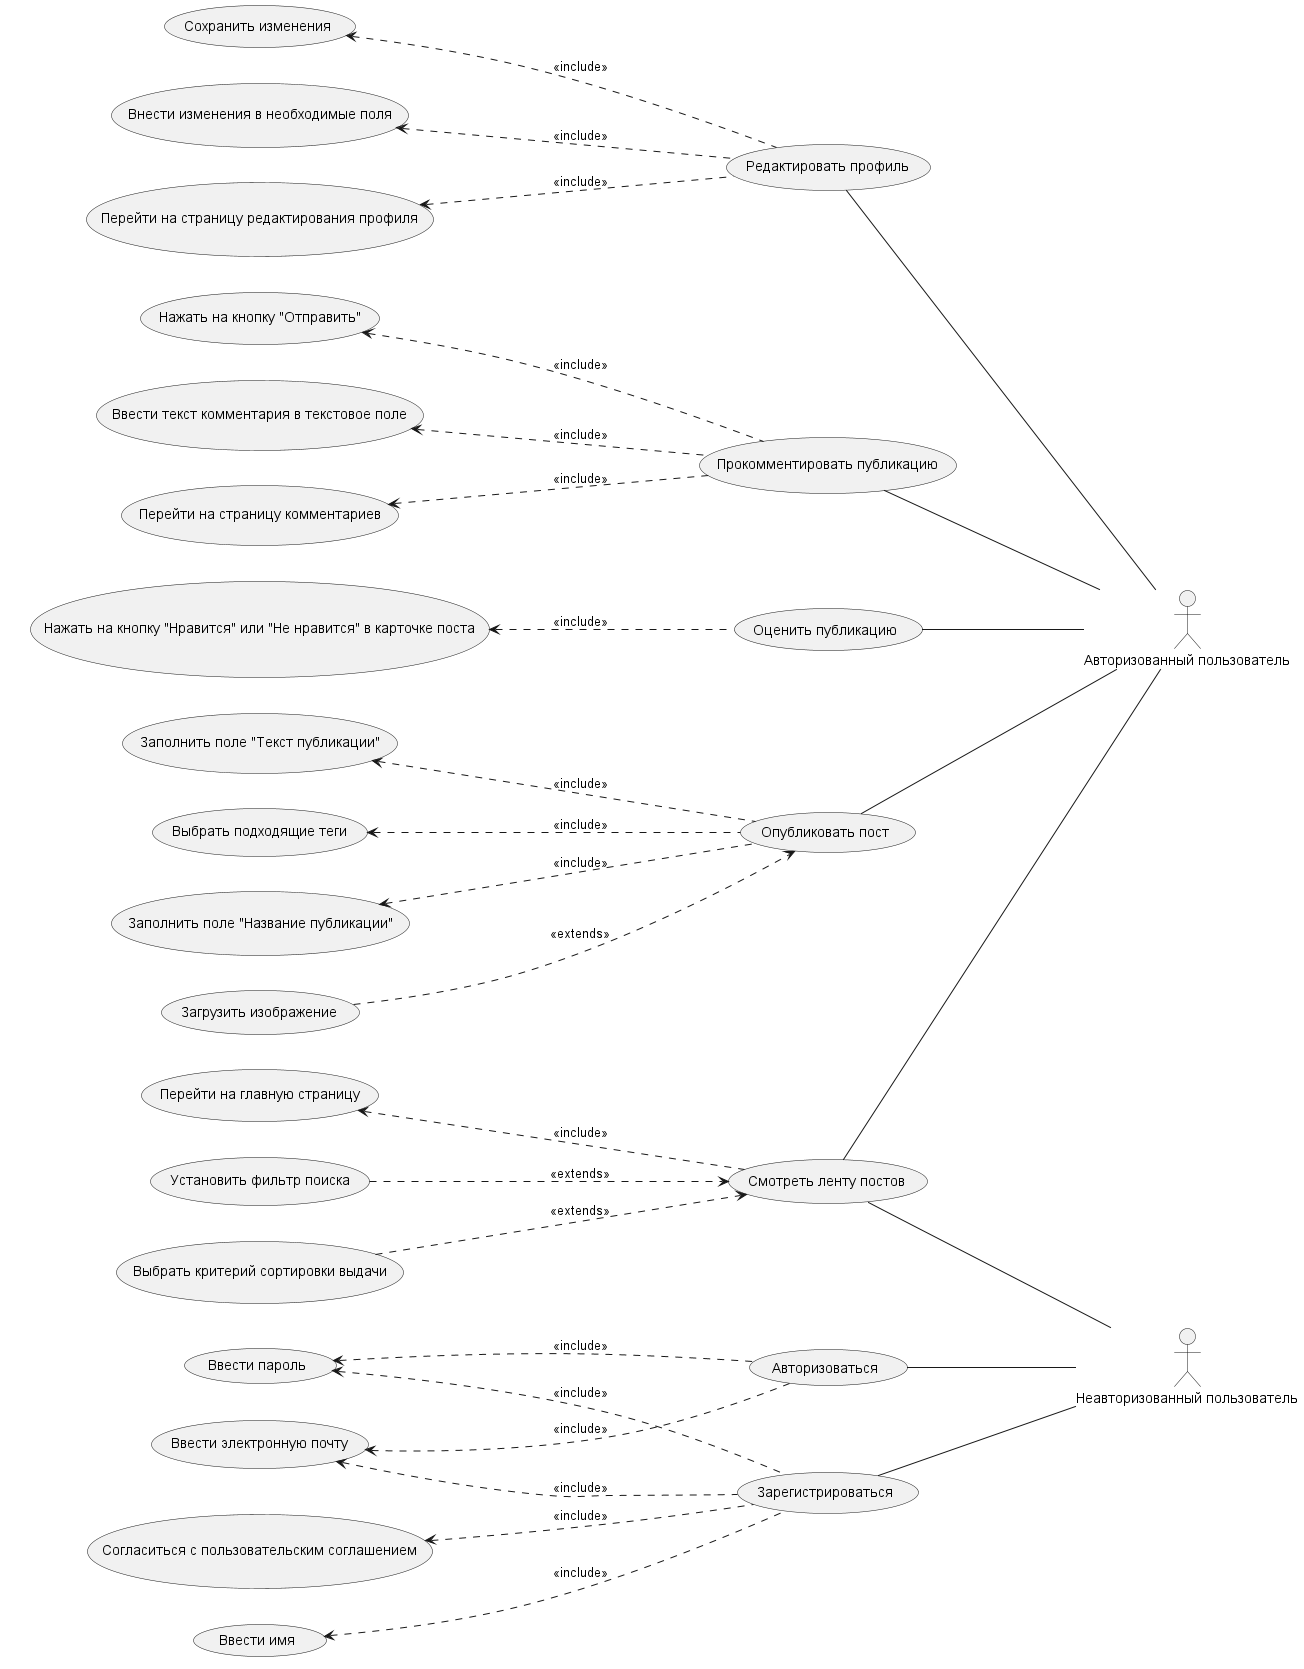 Сохранить изменения
«include»
Внести изменения в необходимые поля
«include»
Редактировать профиль
«include»
Перейти на страницу редактирования профиля
Нажать на кнопку "Отправить"
«include»
Ввести текст комментария в текстовое поле
«include»
Прокомментировать публикацию
«include»
Перейти на страницу комментариев
«include»
Нажать на кнопку "Нравится" или "Не нравится" в карточке поста
Оценить публикацию
Авторизованный пользователь
Заполнить поле "Текст публикации"
«include»
Выбрать подходящие теги
«include»
Опубликовать пост
«include»
Заполнить поле "Название публикации"
«extends»
Загрузить изображение
Перейти на главную страницу
«include»
Установить фильтр поиска
«extends»
Смотреть ленту постов
«extends»
Выбрать критерий сортировки выдачи
«include»
Ввести пароль
Авторизоваться
«include»
Неавторизованный пользователь
«include»
Ввести электронную почту
«include»
Зарегистрироваться
«include»
Согласиться с пользовательским соглашением
«include»
Ввести имя